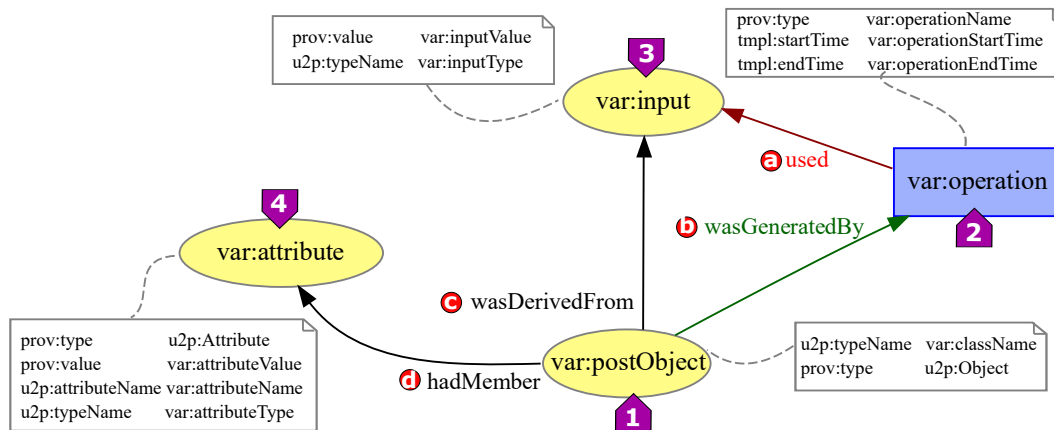 prov:value var:inputValue
u2p:typeName var:inputType
prov:type var:operationName
tmpl:startTime var:operationStartTime
tmpl:endTime var:operationEndTime
3
var:input
a used
var:operation
2
4
var:attribute
b wasGeneratedBy
c wasDerivedFrom
prov:type u2p:Attribute
prov:value var:attributeValue
u2p:attributeName var:attributeName
u2p:typeName var:attributeType
d hadMember
var:postObject
1
u2p:typeName var:className
prov:type u2p:Object